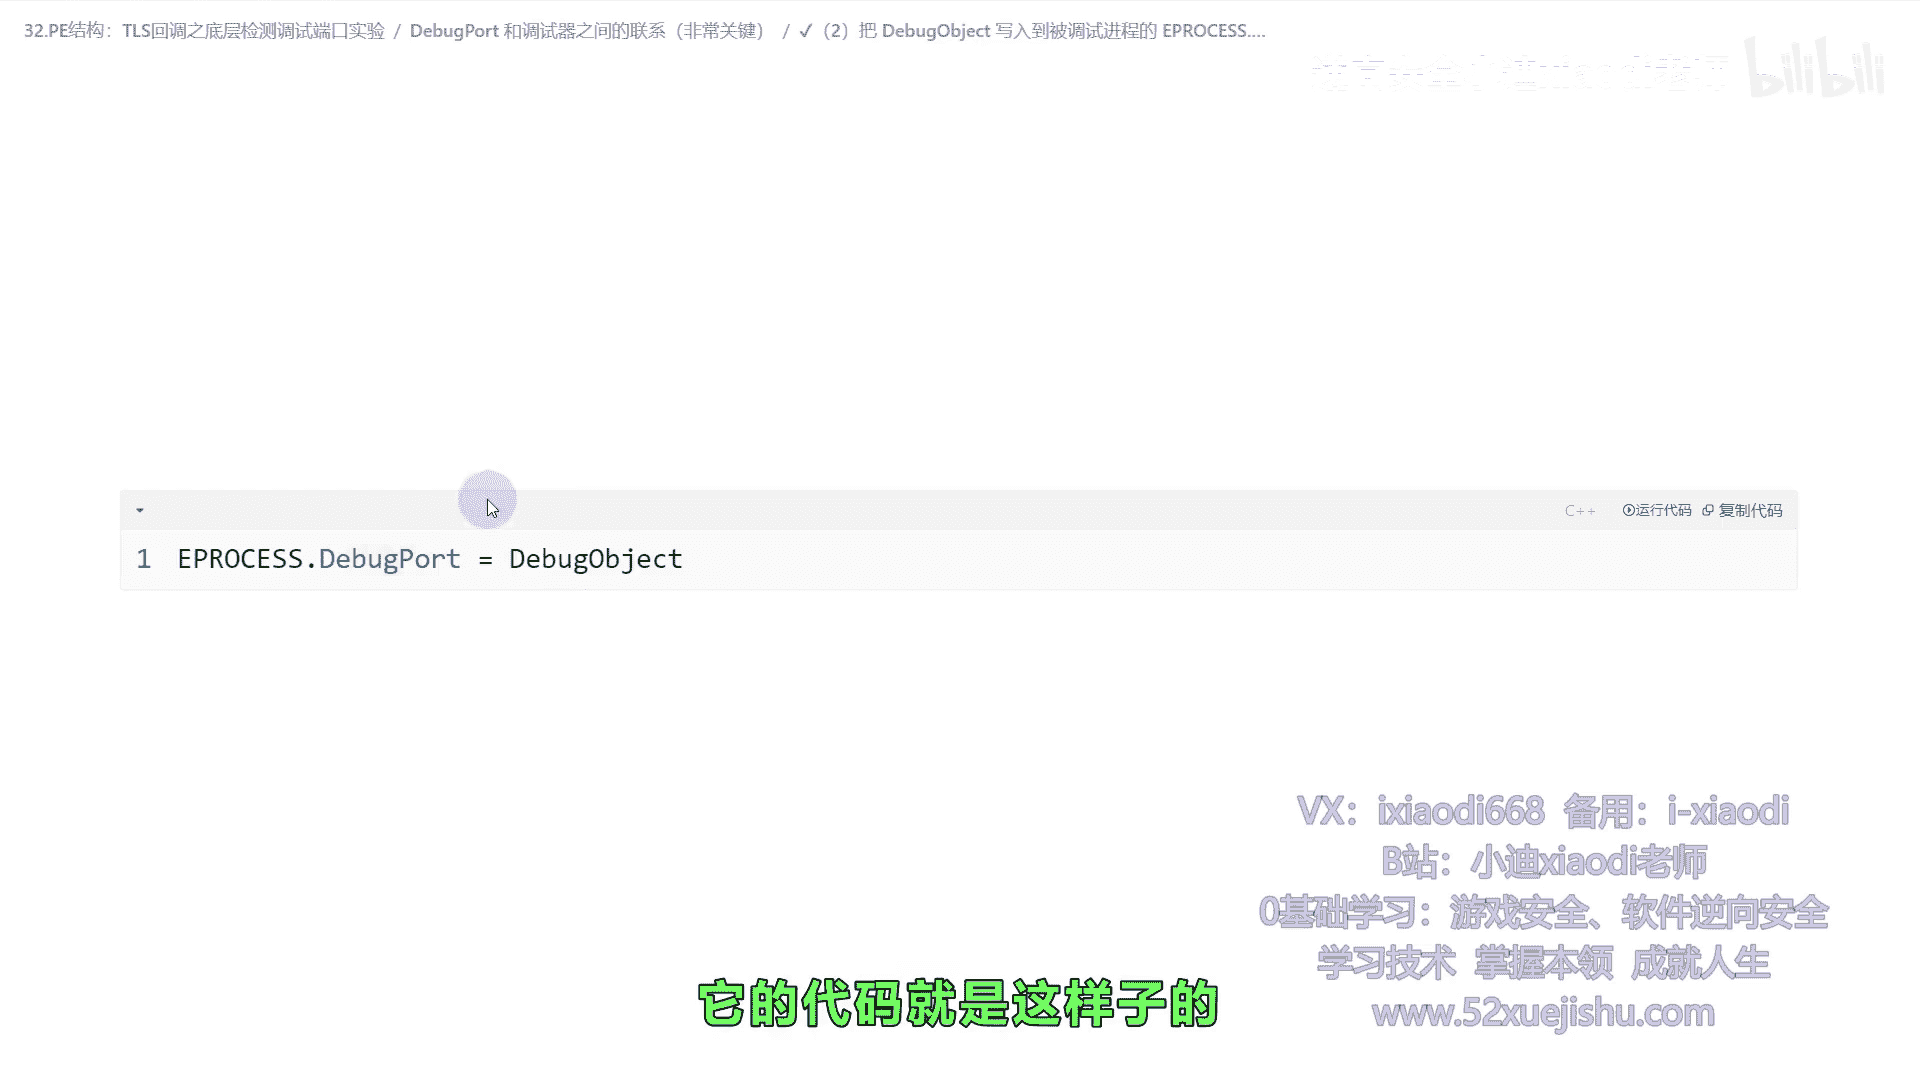 32.PE结构：TLS回调之底层检测调试端口实验 / DebugPort 和调试器之间的联系（非常关键） / ✓（2）把 DebugObject 写入到被调试进程的 EPROCESS....
bilibili
C++ 运行代码 复制代码
1 EPROCESS.DebugPort = DebugObject
VX：ixiaodi668 备用：i-xiaodi
B站：小迪xiaodi老师
0基础学习：游戏安全、软件逆向安全
学习技术 掌握本领 成就人生
www.52xuejishu.com
它的代码就是这样子的